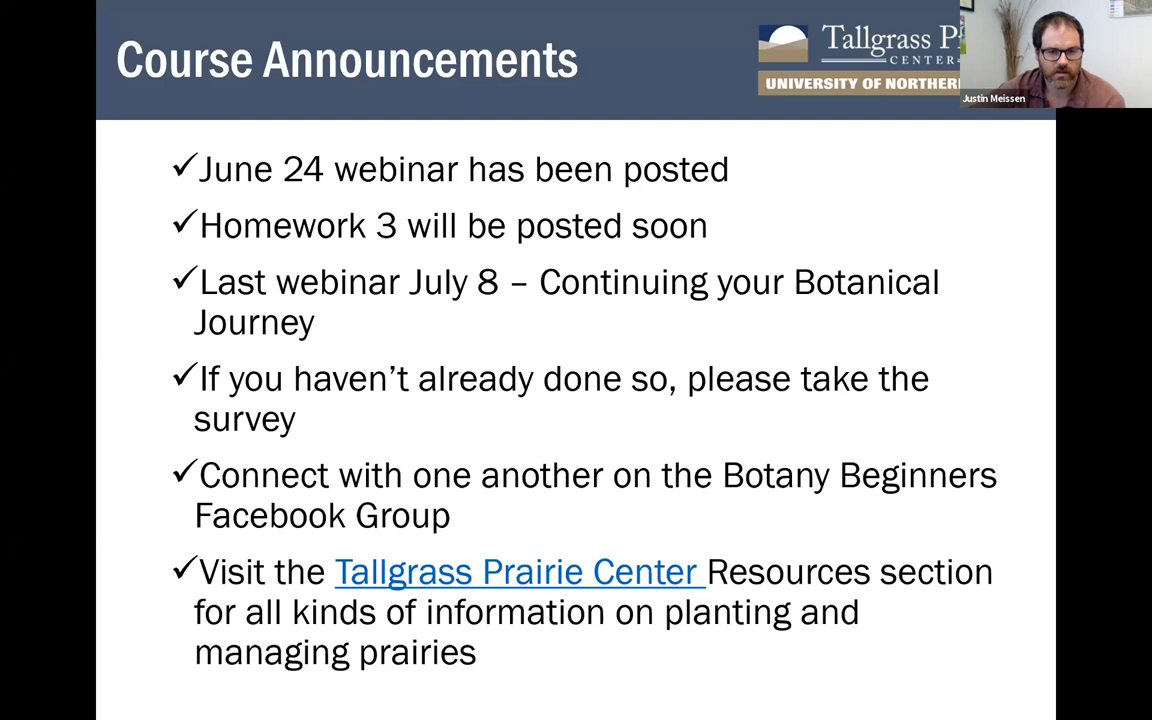 Course Announcements
Tallgrass P
CENTER
UNIVERSITY OF NORTHER
Justin Meissen
✓June 24 webinar has been posted
✓Homework 3 will be posted soon
✓Last webinar July 8 – Continuing your Botanical
Journey
✓If you haven’t already done so, please take the
survey
✓Connect with one another on the Botany Beginners
Facebook Group
✓Visit the Tallgrass Prairie Center Resources section
for all kinds of information on planting and
managing prairies